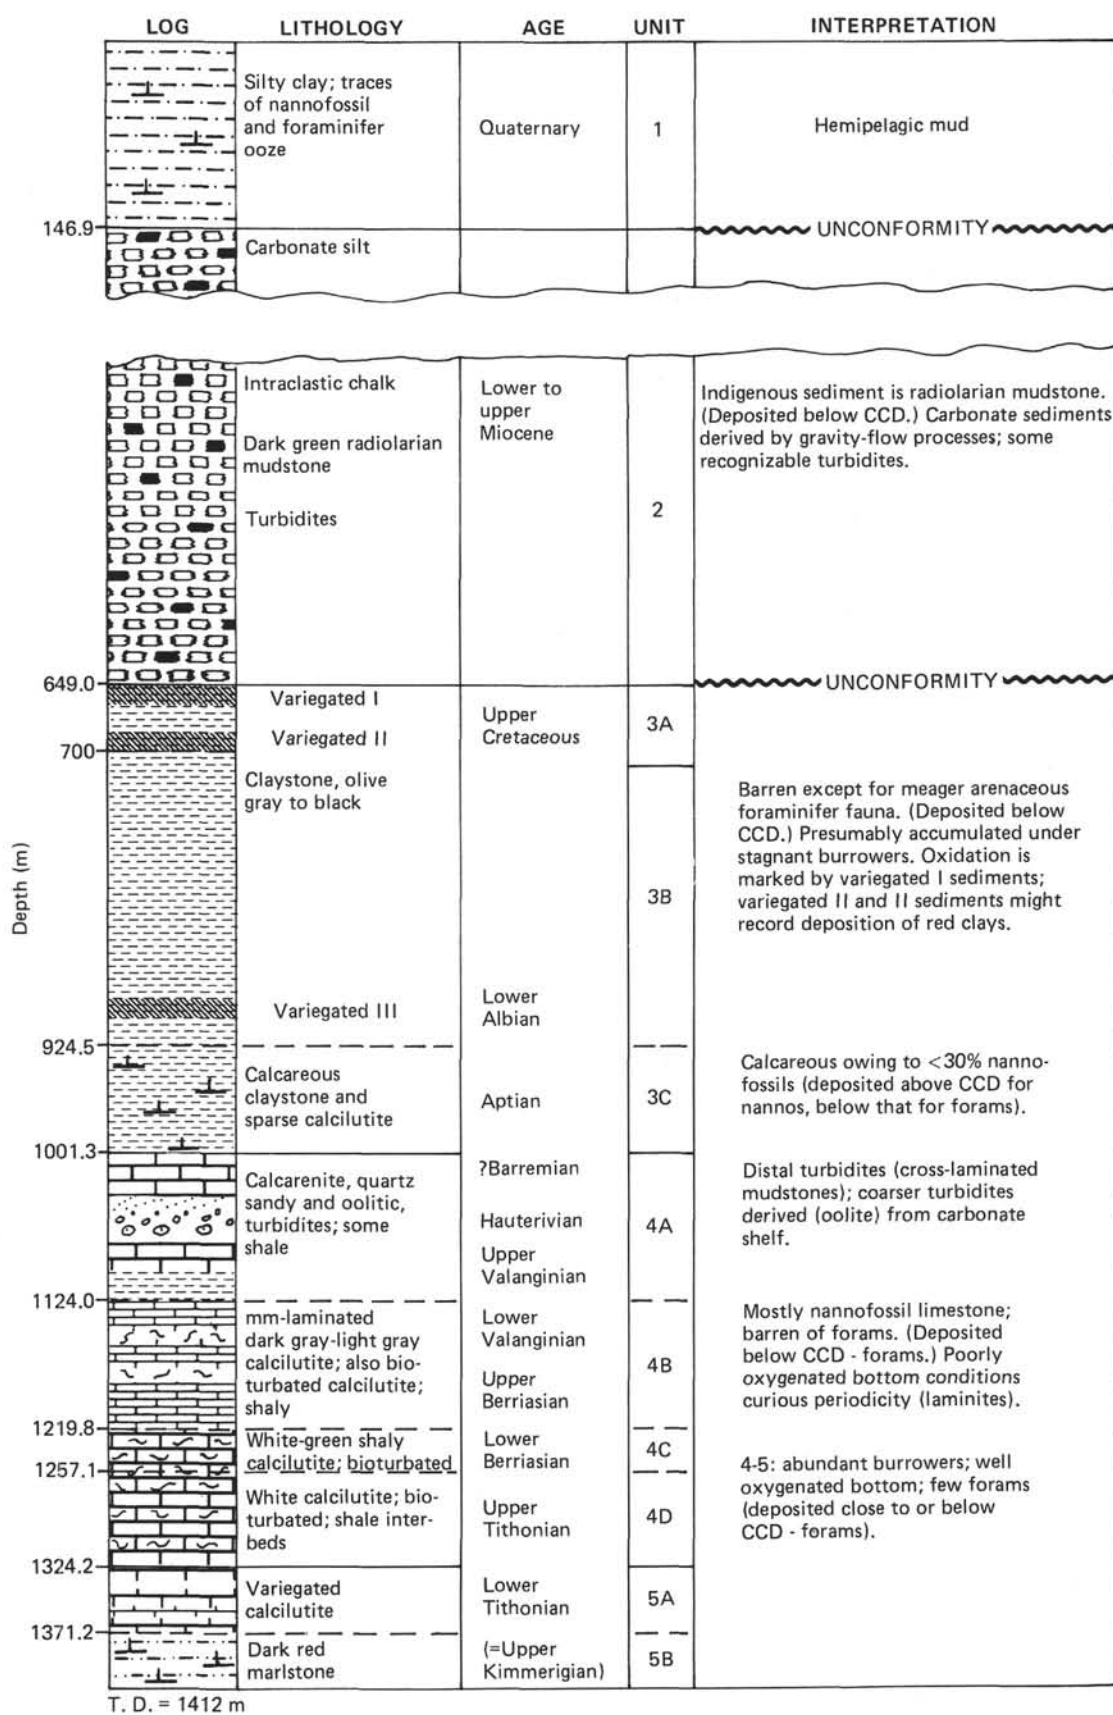 LOG LITHOLOGY AGE UNIT INTERPRETATION
Silty clay; traces
of nannofossil
and foraminifer
ooze
Quaternary
1
Hemipelagic mud
146.9
UNCONFORMITY
Carbonate silt
Intraclastic chalk
Dark green radiolarian
mudstone
Turbidites
Lower to
upper
Miocene
2
Indigenous sediment is radiolarian mudstone.
(Deposited below CCD.) Carbonate sediments
derived by gravity-flow processes; some
recognizable turbidites.
649.0
UNCONFORMITY
Variegated I
Variegated II
Upper
Cretaceous
3A
700
Claystone, olive
gray to black
3B
Barren except for meager arenaceous
foraminifer fauna. (Deposited below
CCD.) Presumably accumulated under
stagnant burrowers. Oxidation is
marked by variegated I sediments;
variegated II and II sediments might
record deposition of red clays.
Depth (m)
Variegated III
Lower
Albian
924.5
Calcareous
claystone and
sparse calcilutite
Aptian
3C
Calcareous owing to <30% nanno-
fossils (deposited above CCD for
nannos, below that for forams).
1001.3
Calcarenite, quartz
sandy and oolitic,
turbidites; some
shale
?Barremian
Hauterivian
Upper
Valanginian
4A
Distal turbidites (cross-laminated
mudstones); coarser turbidites
derived (oolite) from carbonate
shelf.
1124.0
mm-laminated
dark gray-light gray
calcilutite; also bio-
turbated calcilutite;
shaly
Lower
Valanginian
Upper
Berriasian
4B
Mostly nannofossil limestone;
barren of forams. (Deposited
below CCD - forams.) Poorly
oxygenated bottom conditions
curious periodicity (laminites).
1219.8
White-green shaly
calcilutite; bioturbated
Lower
Berriasian
4C
1257.1
White calcilutite; bio-
turbated; shale inter-
beds
Upper
Tithonian
4D
4-5: abundant burrowers; well
oxygenated bottom; few forams
(deposited close to or below
CCD - forams).
1324.2
Variegated
calcilutite
Lower
Tithonian
5A
1371.2
Dark red
marlstone
(=Upper
Kimmerigian)
5B
T. D. = 1412 m